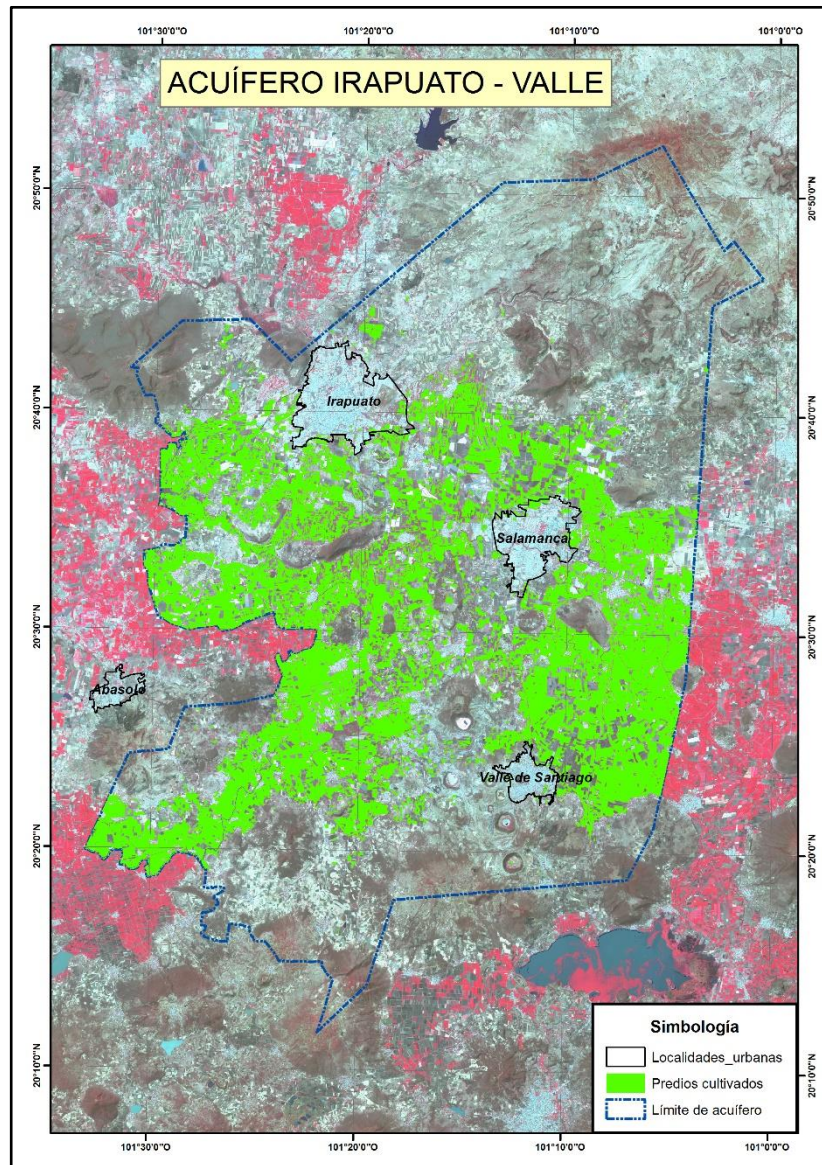 101°30'0"O 101°20'0"O 101°10'0"O 101°0'0"O
ACUÍFERO IRAPUATO - VALLE
20°50'0"N 20°50'0"N
Irapuato
20°40'0"N 20°40'0"N
Salamanca
20°30'0"N 20°30'0"N
Abasolo
Valle de Santiago
20°20'0"N 20°20'0"N
Simbología
Localidades_urbanas
20°10'0"N 20°10'0"N
Predios cultivados
Límite de acuífero
101°30'0"O 101°20'0"O 101°10'0"O 101°0'0"O